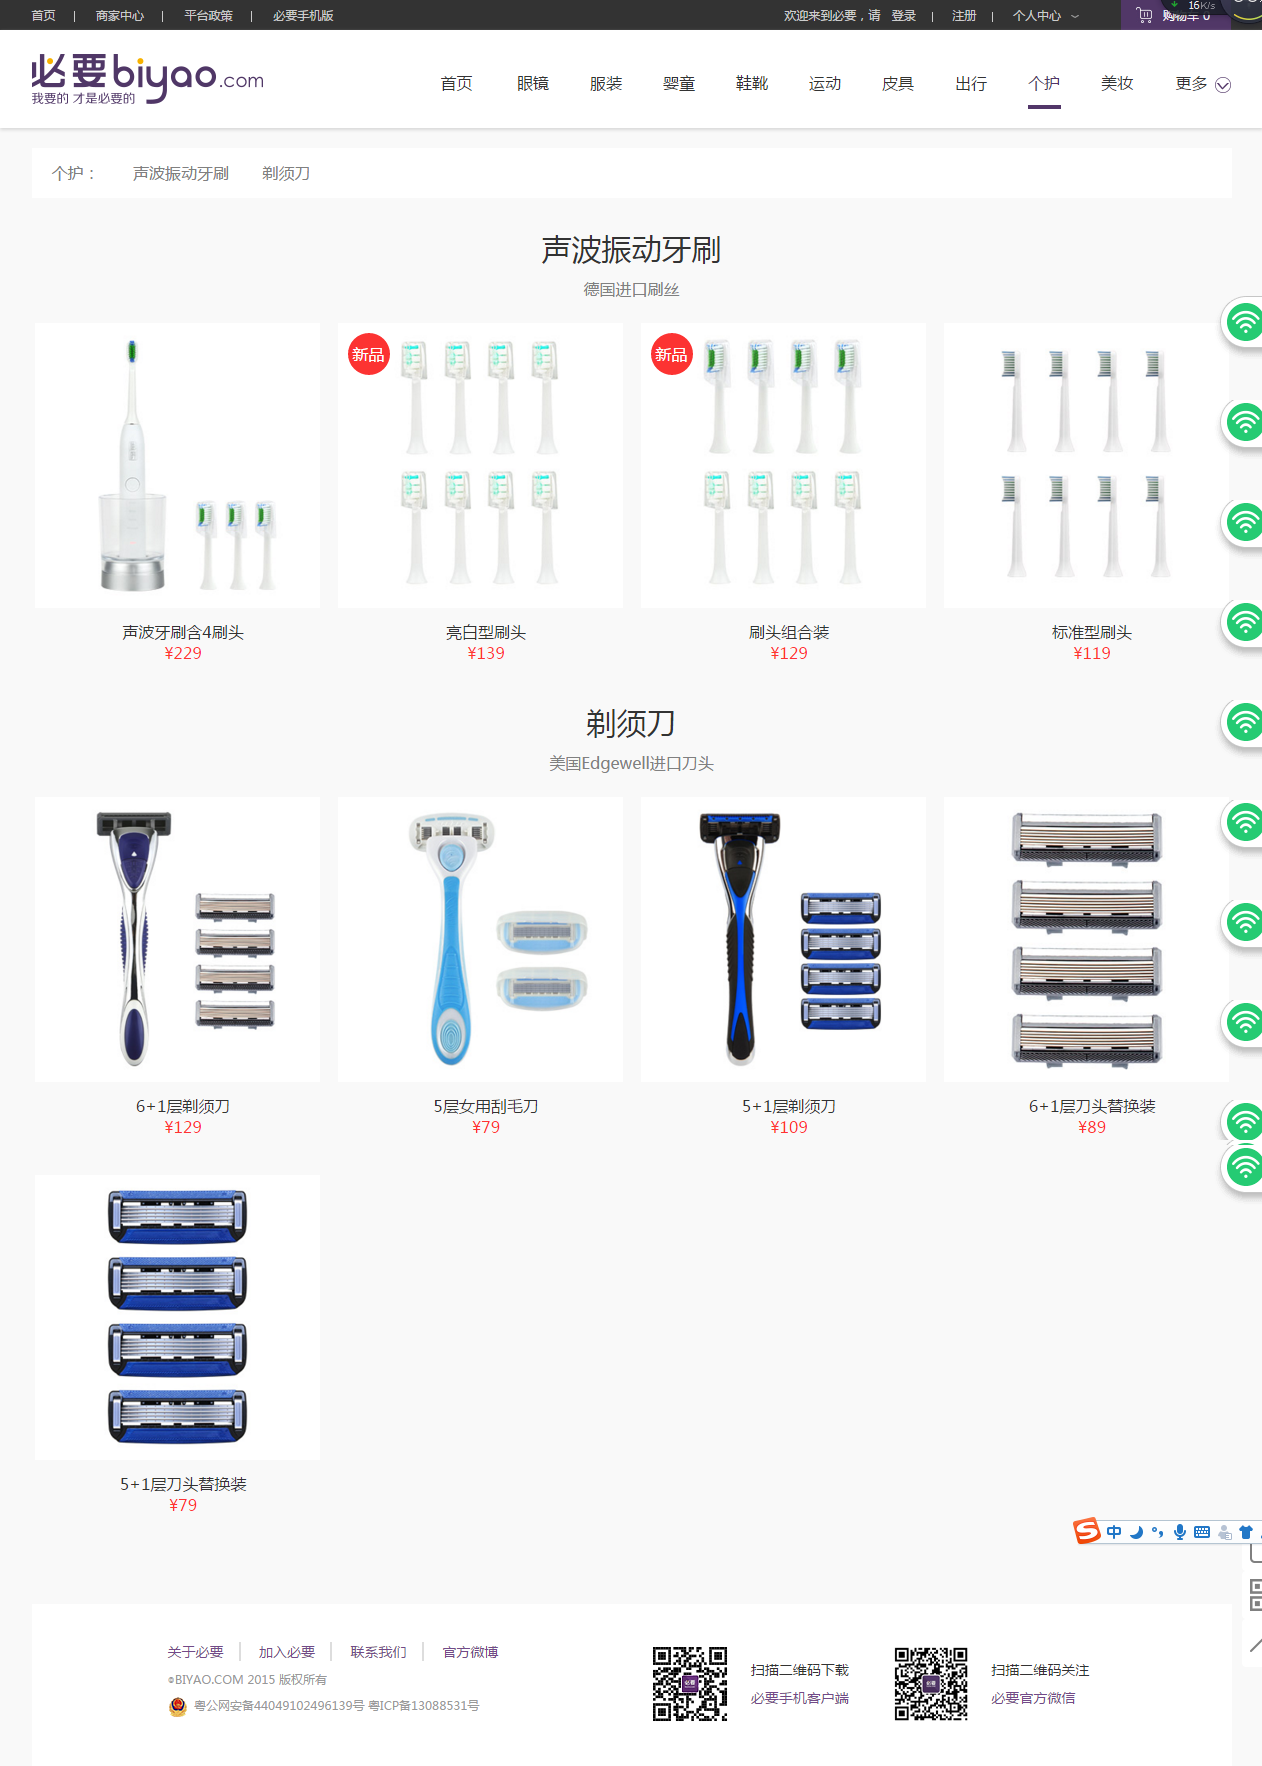 首页 | 商家中心 | 平台政策 | 必要手机版 欢迎来到必要，请 登录 | 注册 | 个人中心 购物车 0
16K/s
必要biyao.com
我要的 才是必要的
首页 眼镜 服装 婴童 鞋靴 运动 皮具 出行 个护 美妆 更多
个护： 声波振动牙刷 剃须刀
声波振动牙刷
德国进口刷丝
新品 新品
声波牙刷含4刷头 亮白型刷头 刷头组合装 标准型刷头
¥229 ¥139 ¥129 ¥119
剃须刀
美国Edgewell进口刀头
6+1层剃须刀 5层女用刮毛刀 5+1层剃须刀 6+1层刀头替换装
¥129 ¥79 ¥109 ¥89
5+1层刀头替换装
¥79
中
关于必要 | 加入必要 | 联系我们 | 官方微博
©BIYAO.COM 2015 版权所有
粤公网安备44049102496139号 粤ICP备13088531号
扫描二维码下载
必要手机客户端
扫描二维码关注
必要官方微信